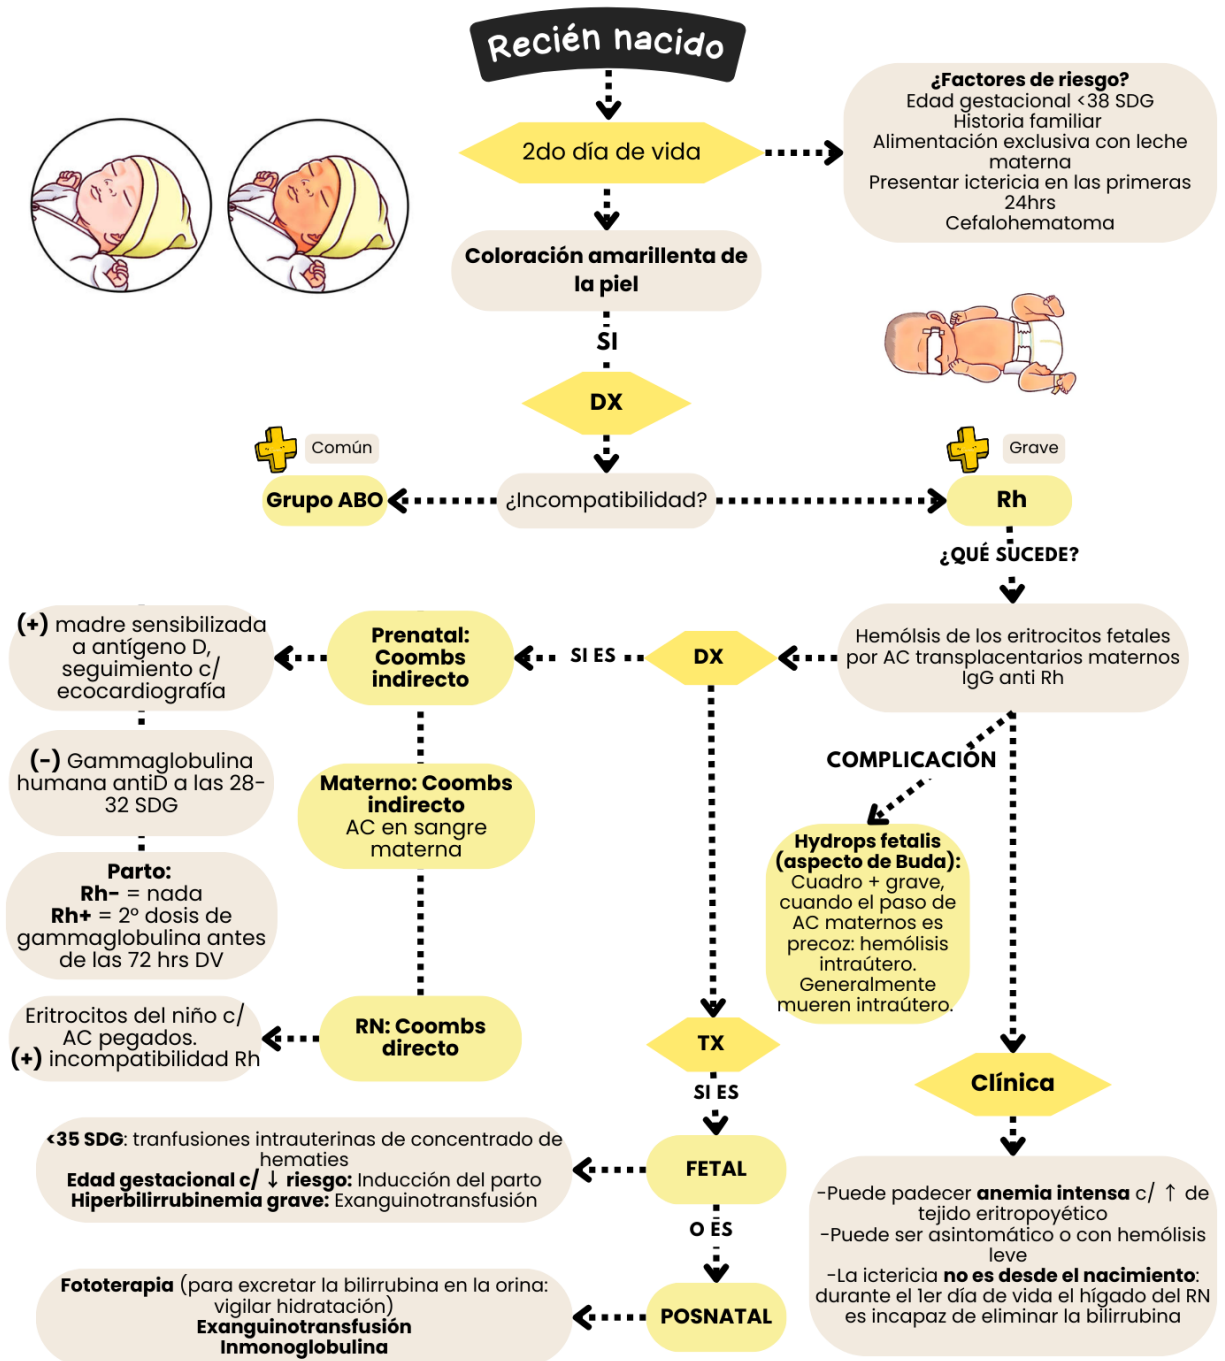 Recién nacido
¿Factores de riesgo?
Edad gestacional <38 SDG
Historia familiar
Alimentación exclusiva con leche
materna
Presentar ictericia en las primeras
24hrs
Cefalohematoma
2do día de vida
Coloración amarillenta de
la piel
SI
DX
Común
Grave
Grupo ABO
¿Incompatibilidad?
Rh
¿QUÉ SUCEDE?
Hemólsis de los eritrocitos fetales
por AC transplacentarios maternos
IgG anti Rh
DX
SI ES
Prenatal:
Coombs
indirecto
(+) madre sensibilizada
a antígeno D,
seguimiento c/
ecocardiografía
(-) Gammaglobulina
humana antiD a las 28-
32 SDG
Materno: Coombs
indirecto
AC en sangre
materna
Parto:
Rh- = nada
Rh+ = 2º dosis de
gammaglobulina antes
de las 72 hrs DV
RN: Coombs
directo
Eritrocitos del niño c/
AC pegados.
(+) incompatibilidad Rh
COMPLICACIÓN
Hydrops fetalis
(aspecto de Buda):
Cuadro + grave,
cuando el paso de
AC maternos es
precoz: hemólisis
intraútero.
Generalmente
mueren intraútero.
TX
SI ES
FETAL
<35 SDG: tranfusiones intrauterinas de concentrado de
hematies
Edad gestacional c/ ↓ riesgo: Inducción del parto
Hiperbilirrubinemia grave: Exanguinotransfusión
O ES
POSNATAL
Fototerapia (para excretar la bilirrubina en la orina:
vigilar hidratación)
Exanguinotransfusión
Inmonoglobulina
Clínica
-Puede padecer anemia intensa c/ ↑ de
tejido eritropoyético
-Puede ser asintomático o con hemólisis
leve
-La ictericia no es desde el nacimiento:
durante el 1er día de vida el hígado del RN
es incapaz de eliminar la bilirrubina